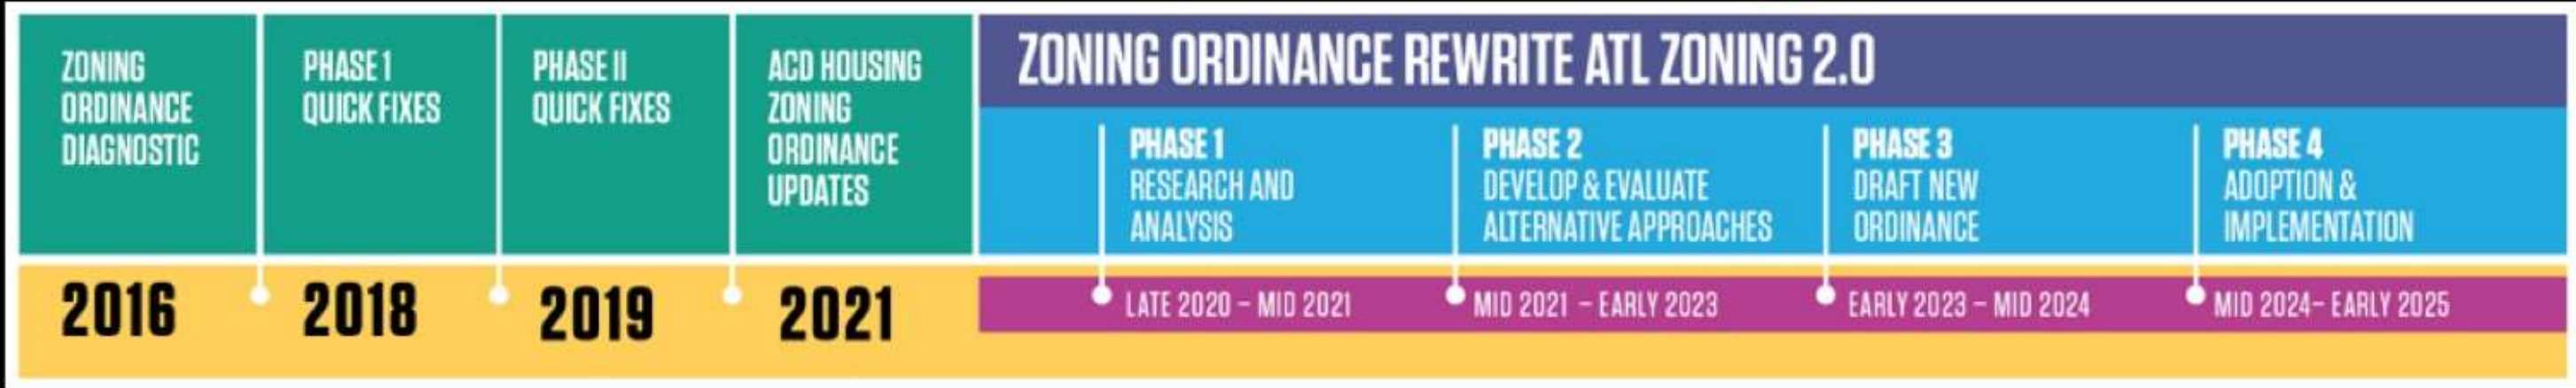 ZONING
ORDINANCE
DIAGNOSTIC
2016
PHASE 1
QUICK FIXES
2018
PHASE II
QUICK FIXES
2019
ACD HOUSING
ZONING
ORDINANCE
UPDATES
2021
ZONING ORDINANCE REWRITE ATL ZONING 2.0
PHASE 1
RESEARCH AND
ANALYSIS
LATE 2020 – MID 2021
PHASE 2
DEVELOP & EVALUATE
ALTERNATIVE APPROACHES
MID 2021 – EARLY 2023
PHASE 3
DRAFT NEW
ORDINANCE
EARLY 2023 – MID 2024
PHASE 4
ADOPTION &
IMPLEMENTATION
MID 2024– EARLY 2025